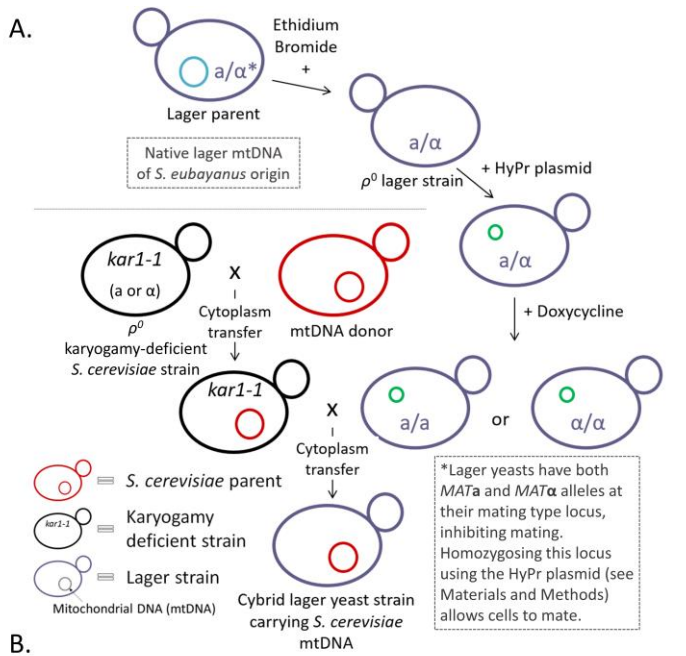 A.
Ethidium
Bromide
+
a/α*
Lager parent
a/α
Native lager mtDNA
of S. eubayanus origin
ρ⁰ lager strain
+ HyPr plasmid
a/α
kar1-1
(a or α)
x
Cytoplasm
transfer
mtDNA donor
+ Doxycycline
ρ⁰
karyogamy-deficient
S. cerevisiae strain
kar1-1
x
a/a
or
α/α
Cytoplasm
transfer
S. cerevisiae parent
kar1-1
Karyogamy
deficient strain
Lager strain
Mitochondrial DNA (mtDNA)
Cybrid lager yeast strain
carrying S. cerevisiae
mtDNA
*Lager yeasts have both
MATa and MATα alleles at
their mating type locus,
inhibiting mating.
Homozygosing this locus
using the HyPr plasmid (see
Materials and Methods)
allows cells to mate.
B.